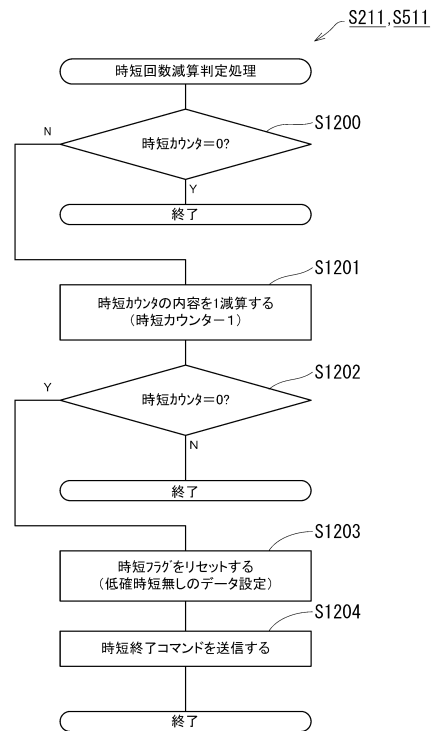 S211,S511
時短回数減算判定処理
S1200
時短ｶｳﾝﾀ＝0?
N
Y
終了
S1201
時短ｶｳﾝﾀの内容を1減算する
（時短カウンター１）
S1202
時短ｶｳﾝﾀ＝0?
Y
N
終了
S1203
時短ﾌﾗｸﾞをリセットする
（低確時短無しのデータ設定）
S1204
時短終了コマンドを送信する
終了